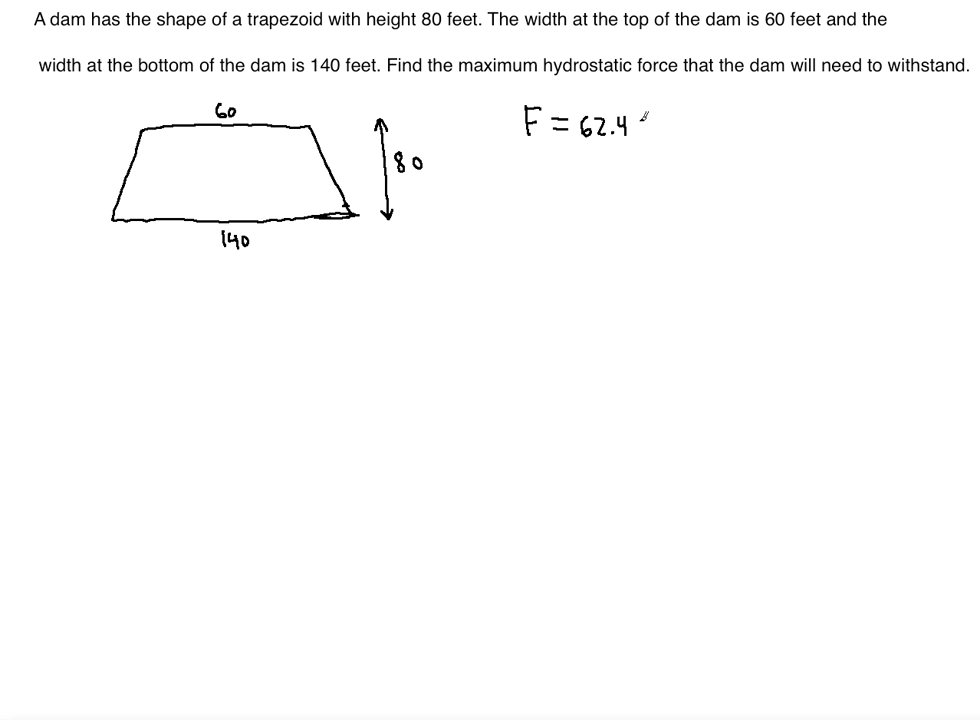 A dam has the shape of a trapezoid with height 80 feet. The width at the top of the dam is 60 feet and the
width at the bottom of the dam is 140 feet. Find the maximum hydrostatic force that the dam will need to withstand.
60
F = 62.4
80
140